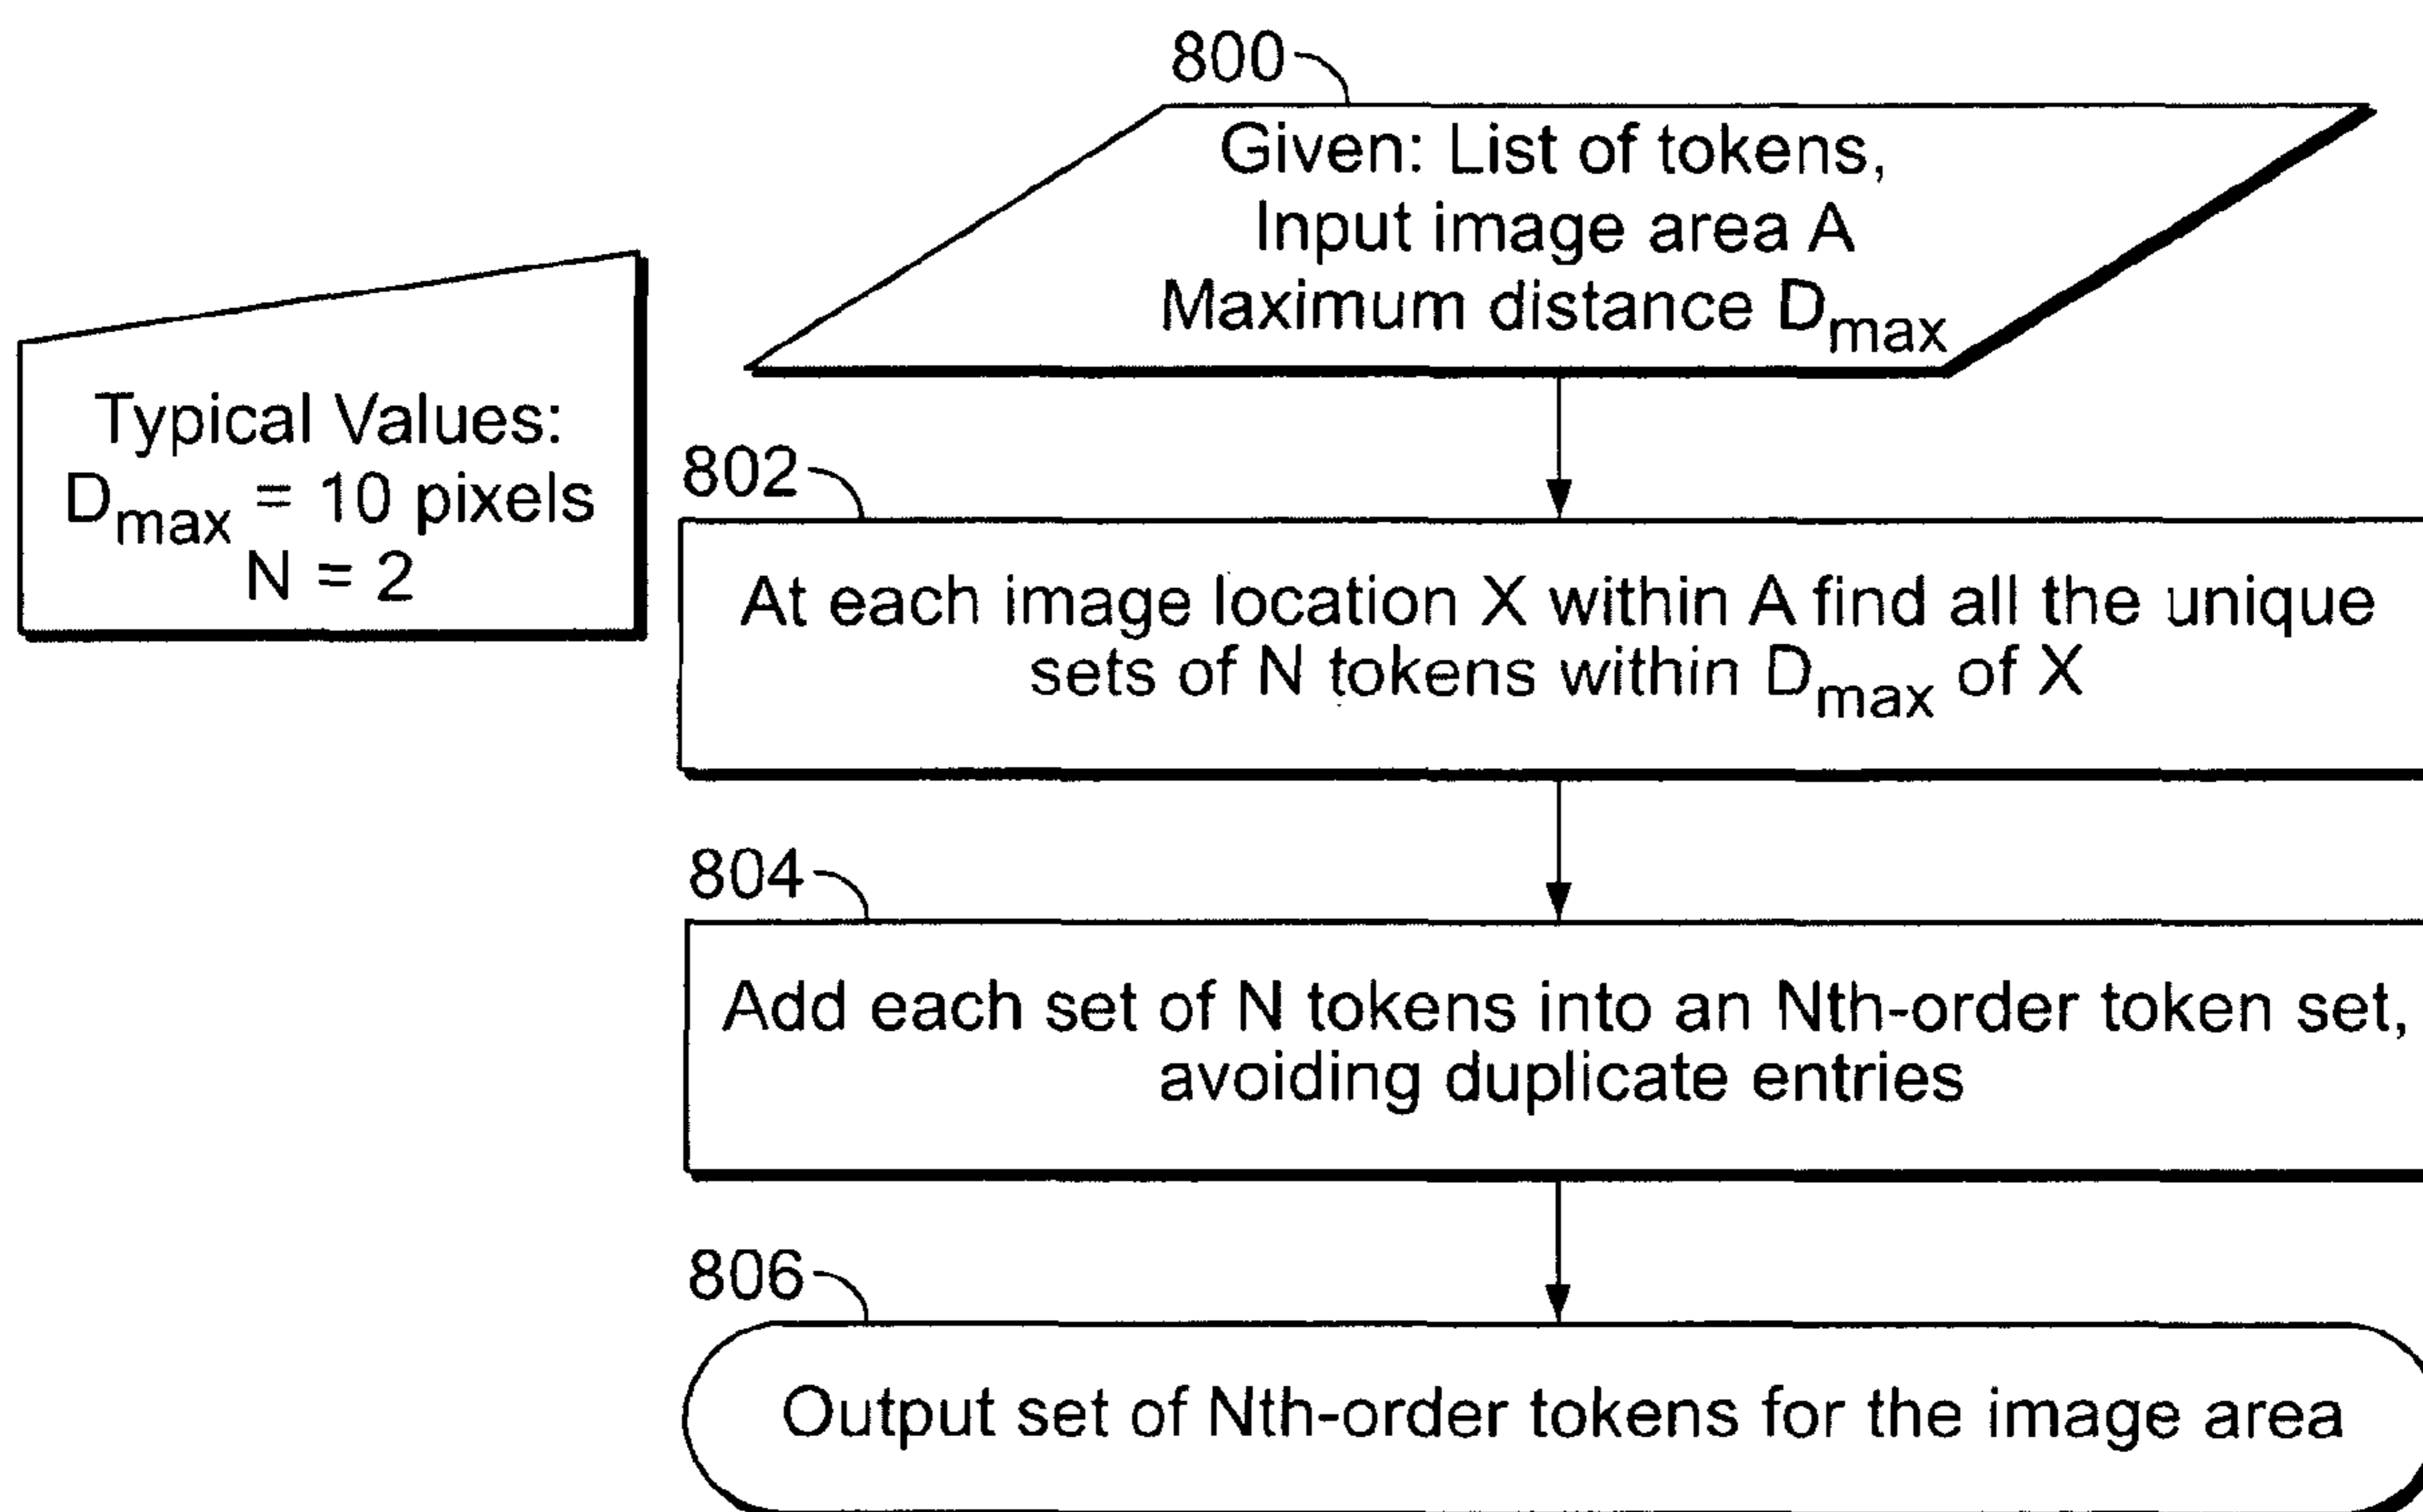 800
Given: List of tokens,
Input image area A
Maximum distance Dmax
Typical Values:
Dmax = 10 pixels
N = 2
802
At each image location X within A find all the unique
sets of N tokens within Dmax of X
804
Add each set of N tokens into an Nth-order token set,
avoiding duplicate entries
806
Output set of Nth-order tokens for the image area